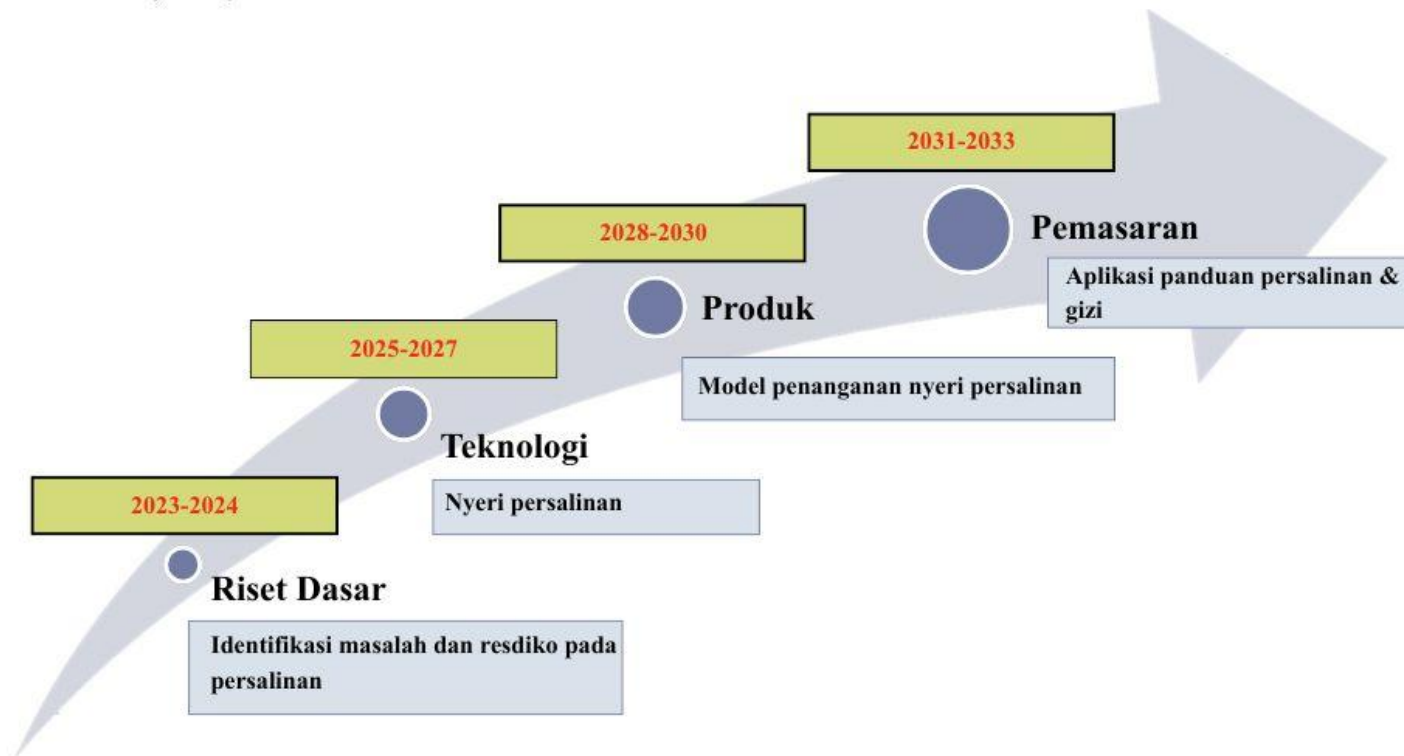 2031-2033
Pemasaran
Aplikasi panduan persalinan &
gizi
2028-2030
Produk
Model penanganan nyeri persalinan
2025-2027
Teknologi
Nyeri persalinan
2023-2024
Riset Dasar
Identifikasi masalah dan resdiko pada
persalinan